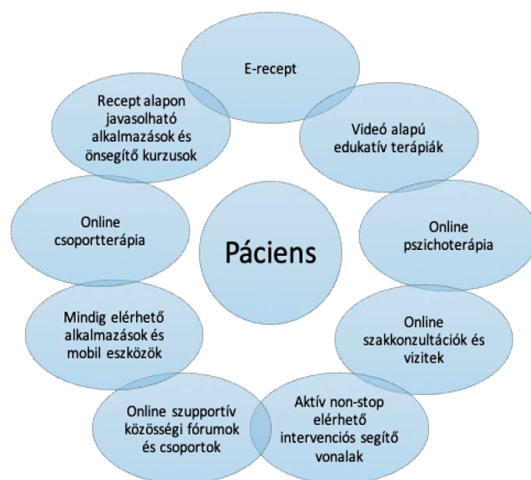 E-recept
Videó alapú
edukatív terápiák
Online
pszichoterápia
Online
szakkonzultációk és
vizitek
Aktív non-stop
elérhető
intervenciós segítő
vonalak
Online szupportív
közösségi fórumok
és csoportok
Mindig elérhető
alkalmazások és
mobil eszközök
Online
csoportterápia
Recept alapon
javasolható
alkalmazások és
önsegítő kurzusok
Páciens